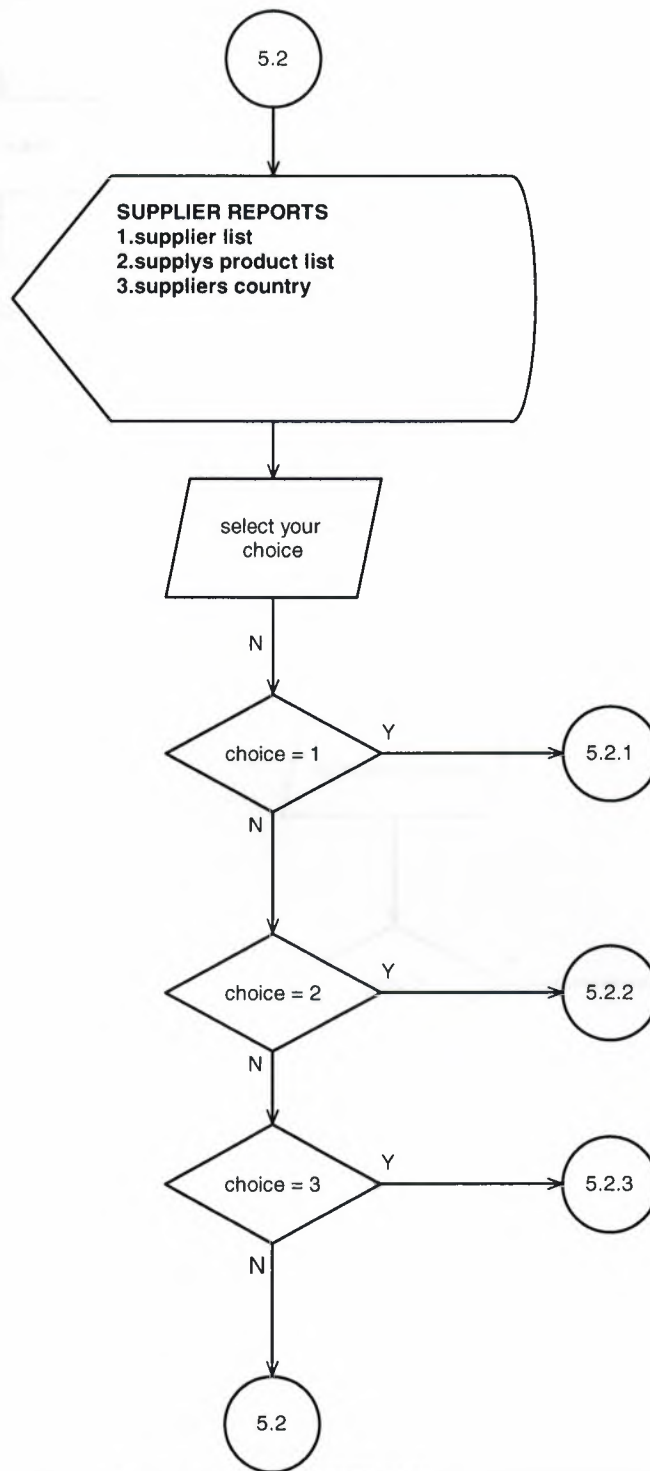 5.2
SUPPLIER REPORTS
1.supplier list
2.supplys product list
3.suppliers country
select your
choice
N
choice = 1
Y
5.2.1
N
choice = 2
Y
5.2.2
N
choice = 3
Y
5.2.3
N
5.2